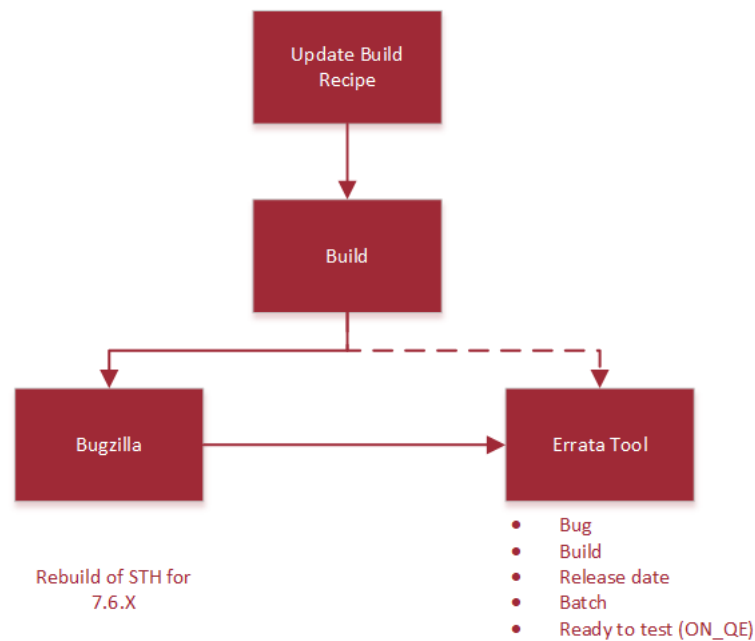 Update Build
Recipe
Build
Bugzilla
Errata Tool
Rebuild of STH for
7.6.X
• Bug
• Build
• Release date
• Batch
• Ready to test (ON_QE)